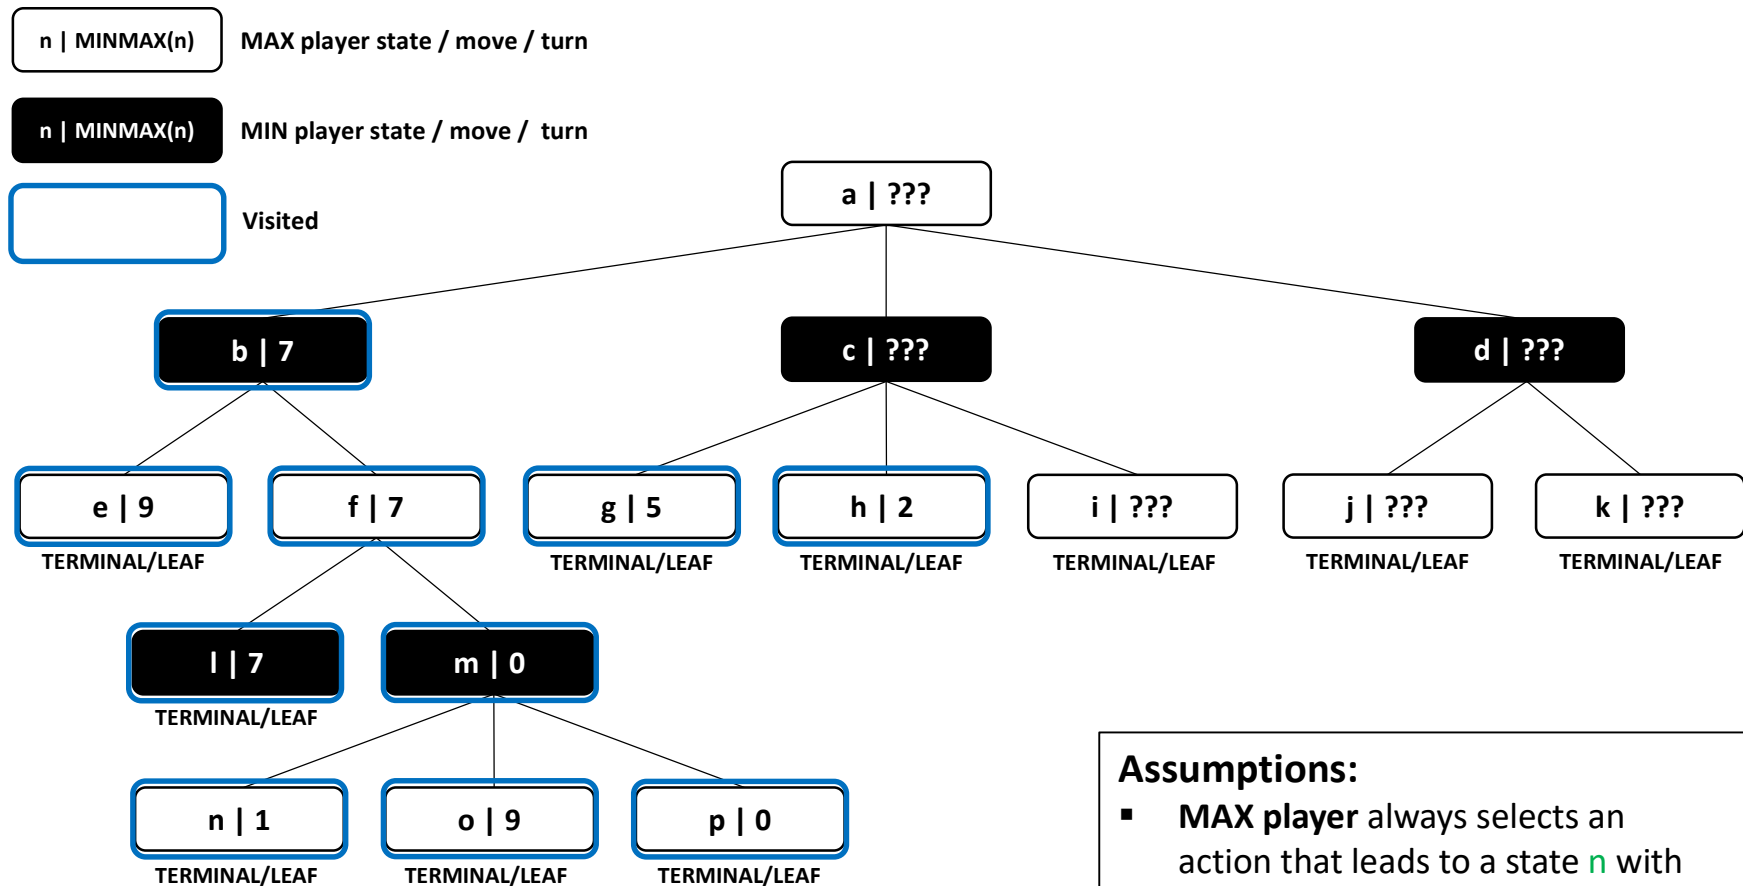 n | MINMAX(n) MAX player state / move / turn
n | MINMAX(n) MIN player state / move / turn
Visited
a | ???
b | 7 c | ??? d | ???
e | 9 f | 7 g | 5 h | 2 i | ??? j | ??? k | ???
TERMINAL/LEAF TERMINAL/LEAF TERMINAL/LEAF TERMINAL/LEAF TERMINAL/LEAF TERMINAL/LEAF
l | 7 m | 0
TERMINAL/LEAF
n | 1 o | 9 p | 0
TERMINAL/LEAF TERMINAL/LEAF TERMINAL/LEAF
Assumptions:
▪ MAX player always selects an
action that leads to a state n with